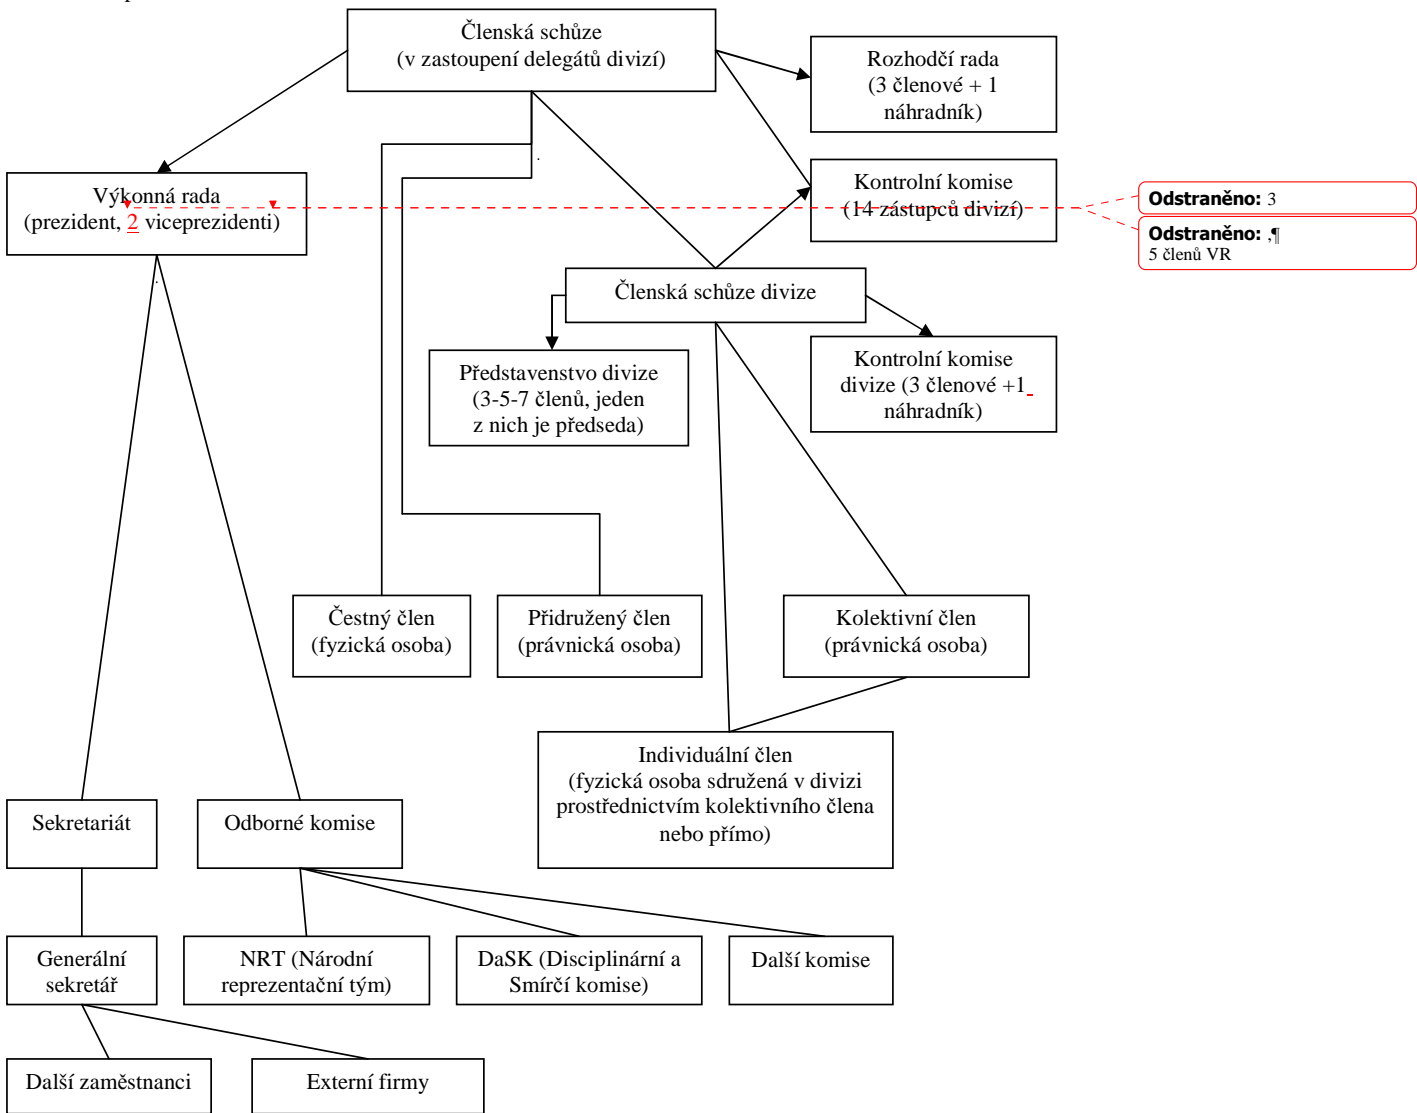 Členská schůze
(v zastoupení delegátů divizí)
Rozhodčí rada
(3 členové + 1
náhradník)
Výkonná rada
(prezident, 2 viceprezidenti)
Kontrolní komise
(14 zástupců divizí)
Odstraněno: 3
Odstraněno: ,¶
5 členů VR
Členská schůze divize
Představenstvo divize
(3-5-7 členů, jeden
z nich je předseda)
Kontrolní komise
divize (3 členové +1
náhradník)
Čestný člen
(fyzická osoba)
Přidružený člen
(právnická osoba)
Kolektivní člen
(právnická osoba)
Individuální člen
(fyzická osoba sdružená v divizi
prostřednictvím kolektivního člena
nebo přímo)
Sekretariát
Odborné komise
Generální
sekretář
NRT (Národní
reprezentační tým)
DaSK (Disciplinární a
Smírčí komise)
Další komise
Další zaměstnanci
Externí firmy